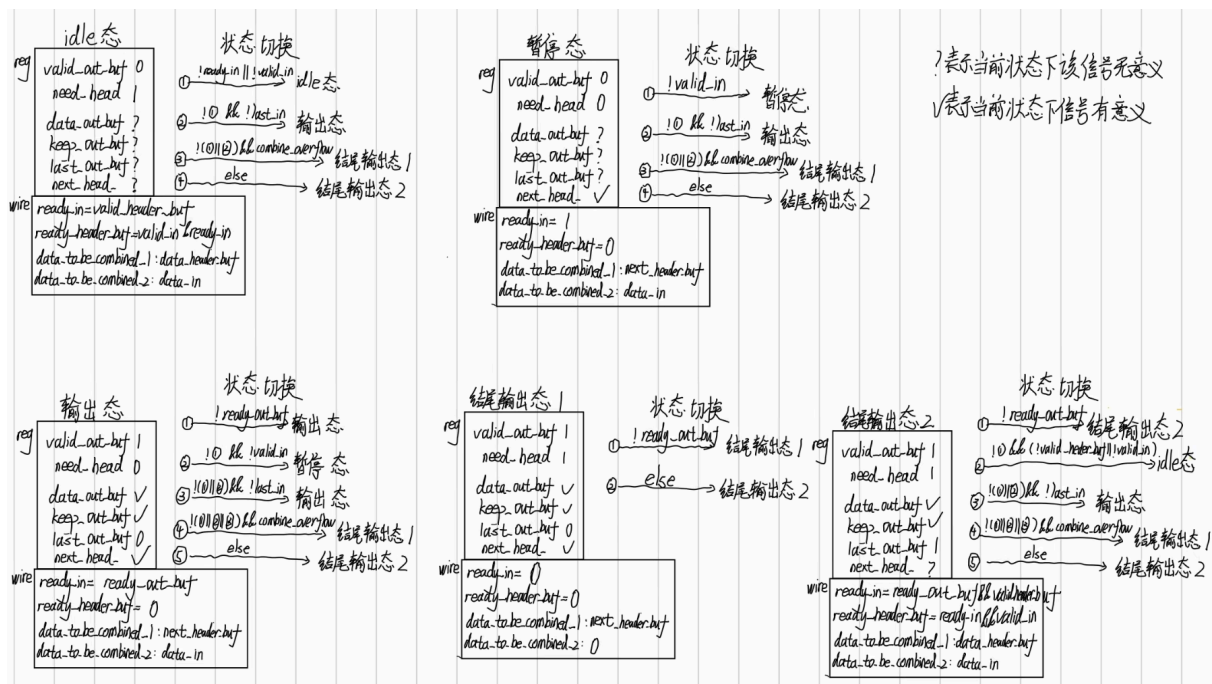 idle态
状态切换
reg
valid_out_buf 0
need_head 1
data_out_buf ?
keep_out_buf ?
last_out_buf ?
next_head_ ?
① !ready_in || !valid_in idle态
② !① && !last_in 输出态
③ !(①||②)&&combine_overflow 结尾输出态1
④ else 结尾输出态2
wire
ready_in=valid_header_buf
ready_header_buf=valid_in &ready_in
data_to_be_combined_1:data_header_buf
data_to_be_combined_2: data_in
暂停态
状态切换
reg
valid_out_buf 0
need_head 0
data_out_buf ?
keep_out_buf ?
last_out_buf ?
next_head_ ✓
① !valid_in 暂停态
② !① && !last_in 输出态
③ !(①||②)&&combine_overflow 结尾输出态1
④ else 结尾输出态2
wire
ready_in= 1
ready_header_buf=0
data_to_be_combined_1:next_header_buf
data_to_be_combined_2: data_in
?表示当前状态下该信号无意义
✓表示当前状态下信号有意义
输出态
状态切换
reg
valid_out_buf 1
need_head 0
data_out_buf ✓
keep_out_buf ✓
last_out_buf 0
next_head_ ✓
① !ready_out_buf 输出态
② !① && !valid_in 暂停态
③ !(①||②)&& !last_in 输出态
④ !(①||②||③)&&combine_overflow 结尾输出态1
⑤ else 结尾输出态2
wire
ready_in= ready_out_buf
ready_header_buf= 0
data_to_be_combined_1:next_header_buf
data_to_be_combined_2: data_in
结尾输出态1
状态切换
reg
valid_out_buf 1
need_head 1
data_out_buf ✓
keep_out_buf ✓
last_out_buf 0
next_head_ ✓
① !ready_out_buf 结尾输出态1
② else 结尾输出态2
wire
ready_in= 0
ready_header_buf=0
data_to_be_combined_1:next_header_buf
data_to_be_combined_2: 0
结尾输出态2
状态切换
reg
valid_out_buf 1
need_head 1
data_out_buf ✓
keep_out_buf ✓
last_out_buf 1
next_head_ ?
① !ready_out_buf 结尾输出态2
② !① && (!valid_header_buf||!valid_in) idle态
③ !(①||②)&& !last_in 输出态
④ !(①||②||③)&&combine_overflow 结尾输出态1
⑤ else 结尾输出态2
wire
ready_in=ready_out_buf&&valid_header_buf
ready_header_buf=ready_in&&valid_in
data_to_be_combined_1:data_header_buf
data_to_be_combined_2: data_in